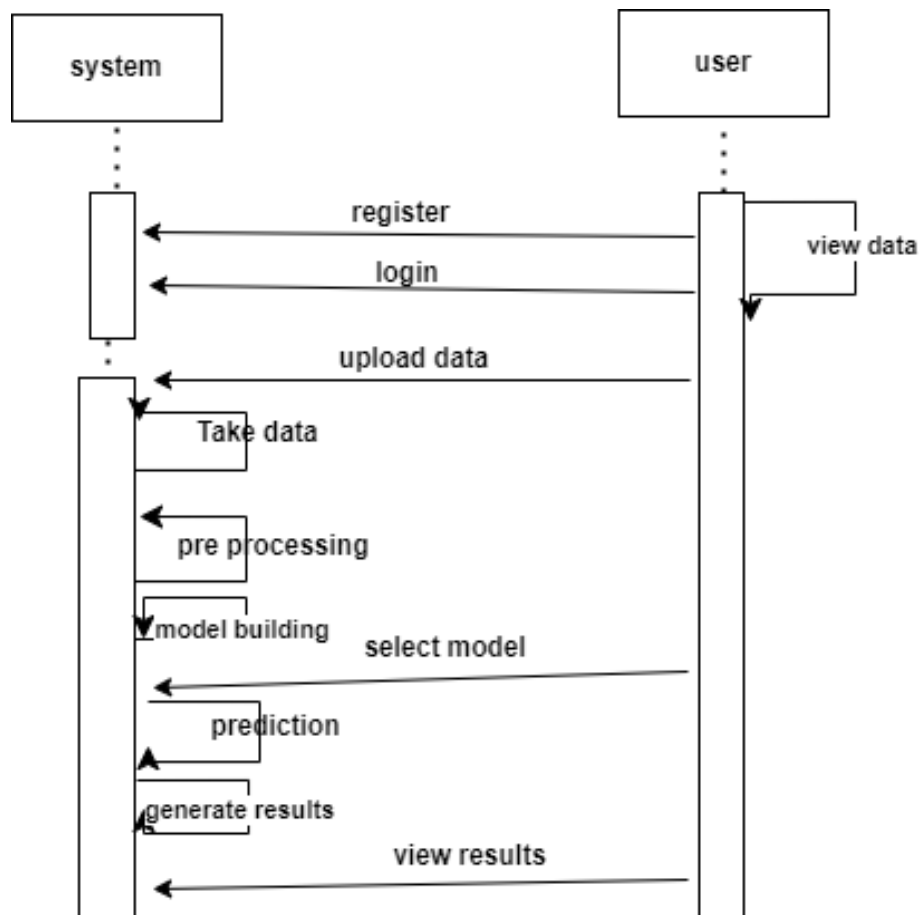 system
user
register
view data
login
upload data
Take data
pre processing
model building
select model
prediction
generate results
view results